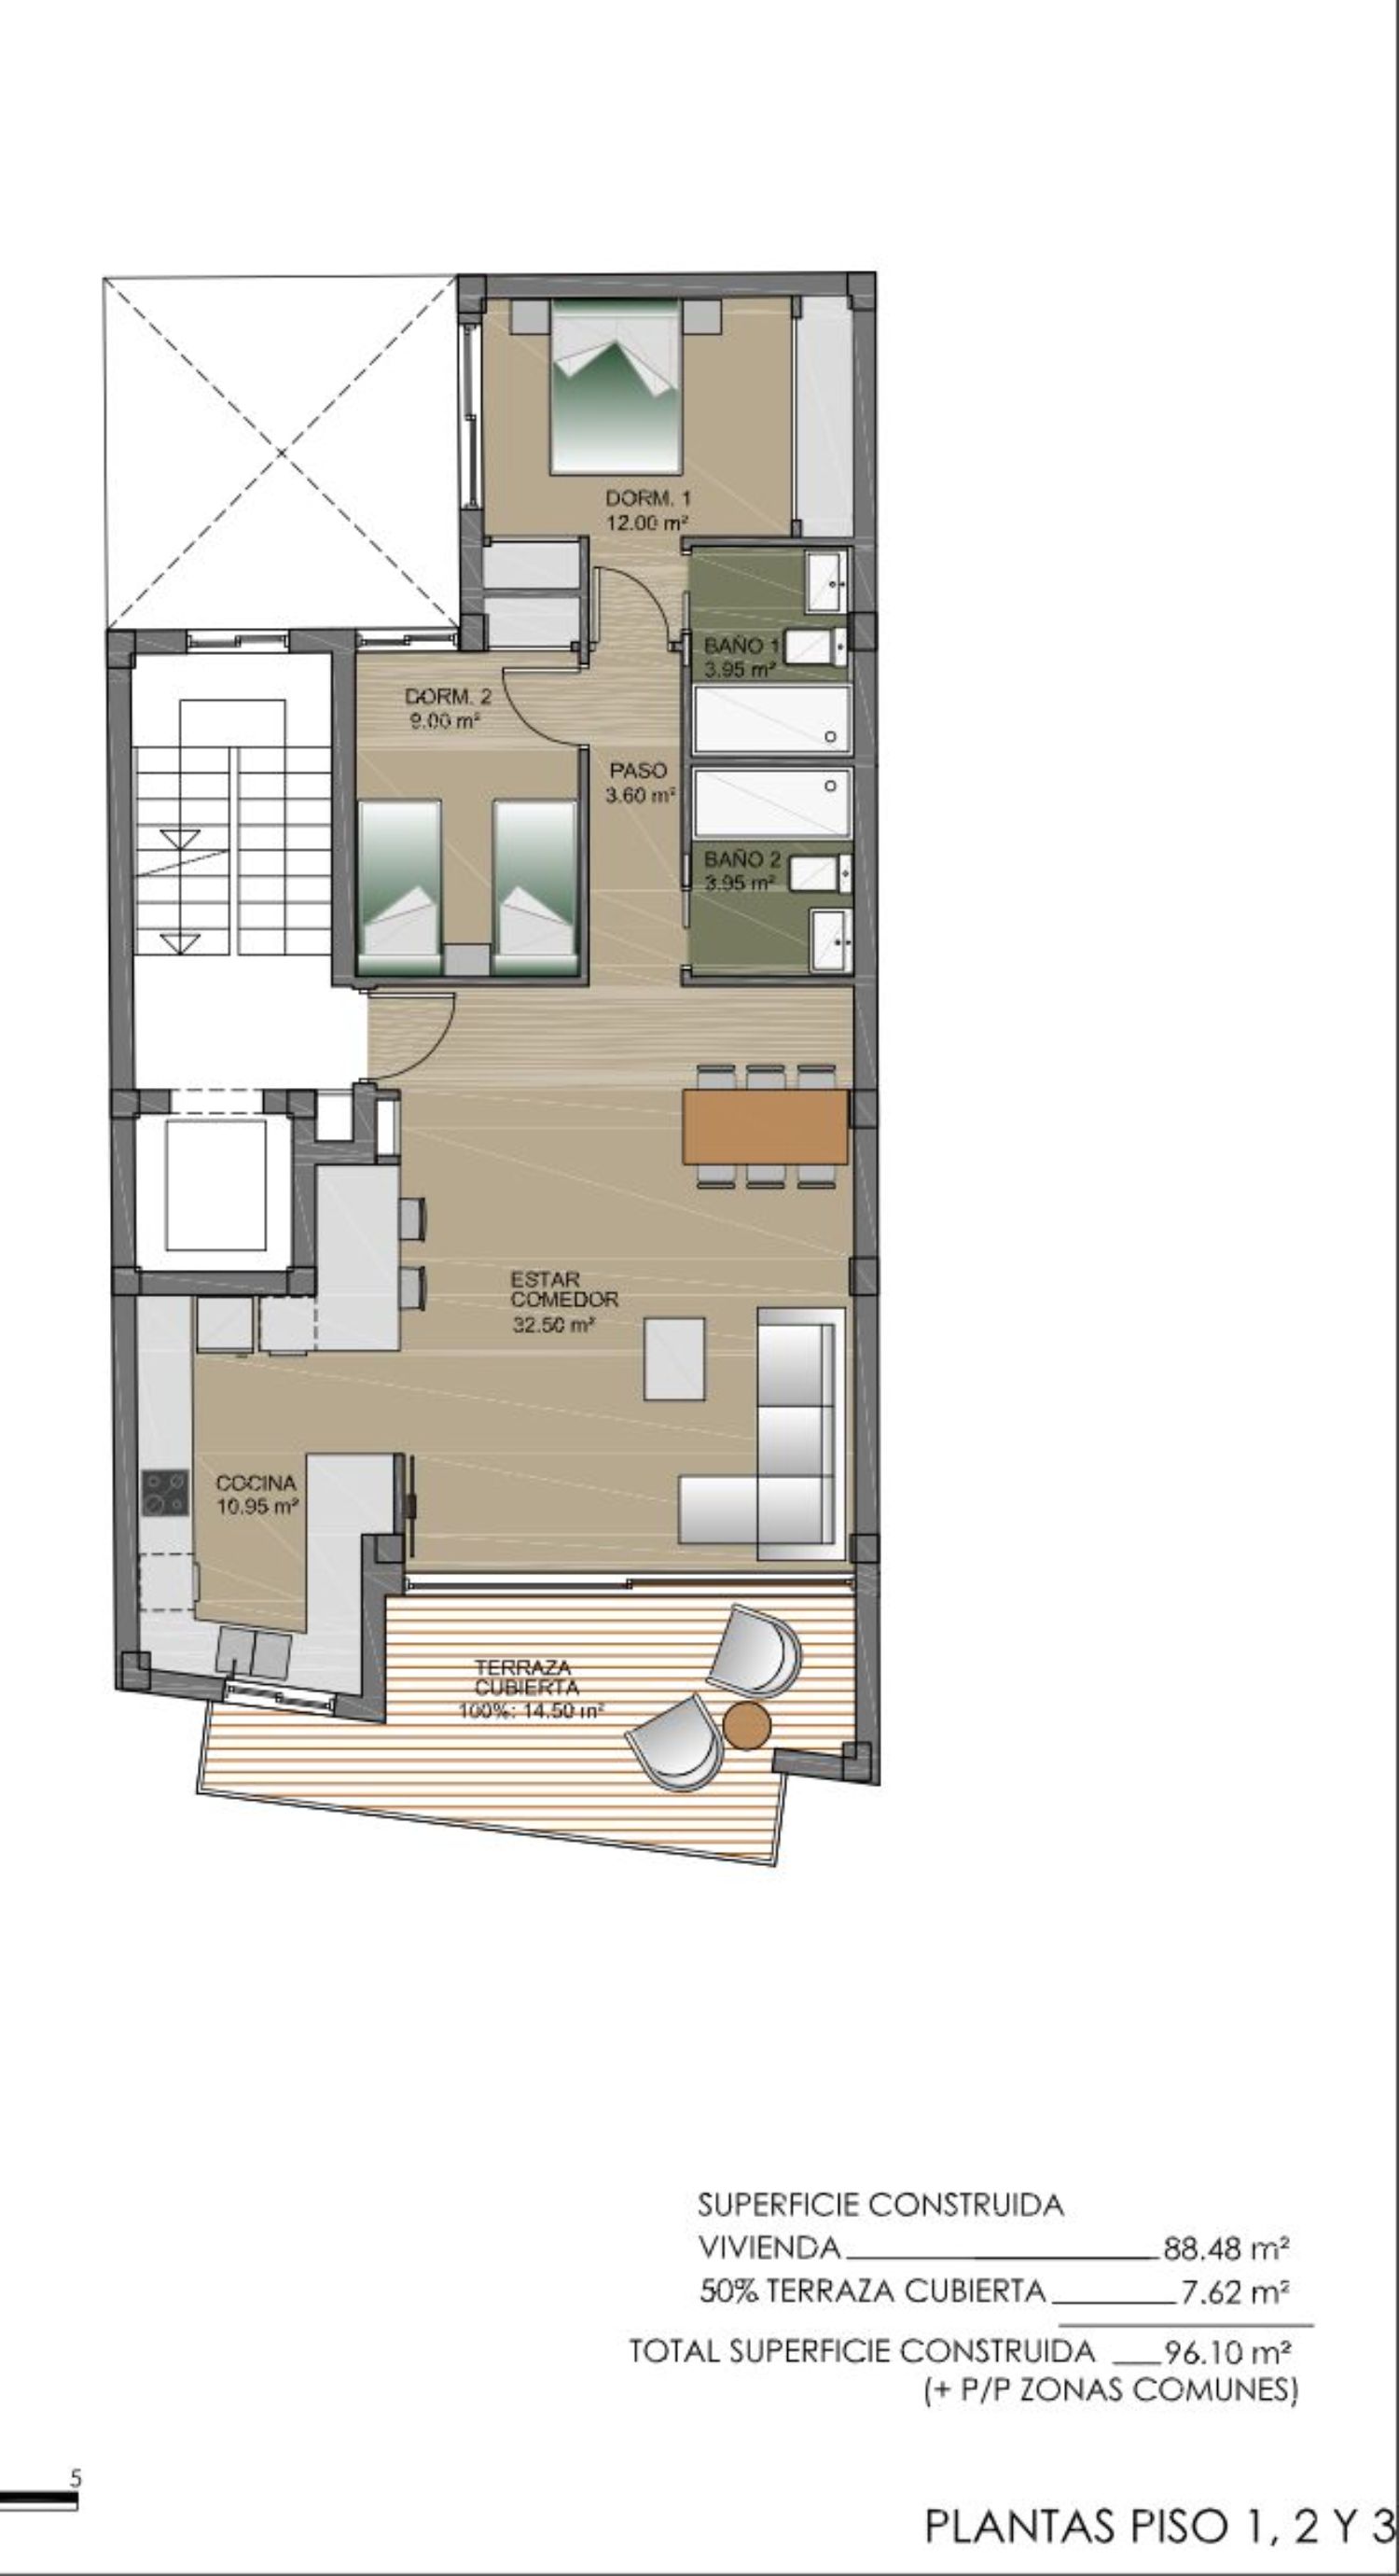 DORM. 1
12.00 m²
BAÑO 1
3.95 m²
DORM. 2
9.00 m²
PASO
3.60 m²
BAÑO 2
3.95 m²
ESTAR
COMEDOR
32.50 m²
COCINA
10.95 m²
TERRAZA
CUBIERTA
100%: 14.50 m²
SUPERFICIE CONSTRUIDA
VIVIENDA 88.48 m²
50% TERRAZA CUBIERTA 7.62 m²
TOTAL SUPERFICIE CONSTRUIDA 96.10 m²
(+ P/P ZONAS COMUNES)
5
PLANTAS PISO 1, 2 Y 3